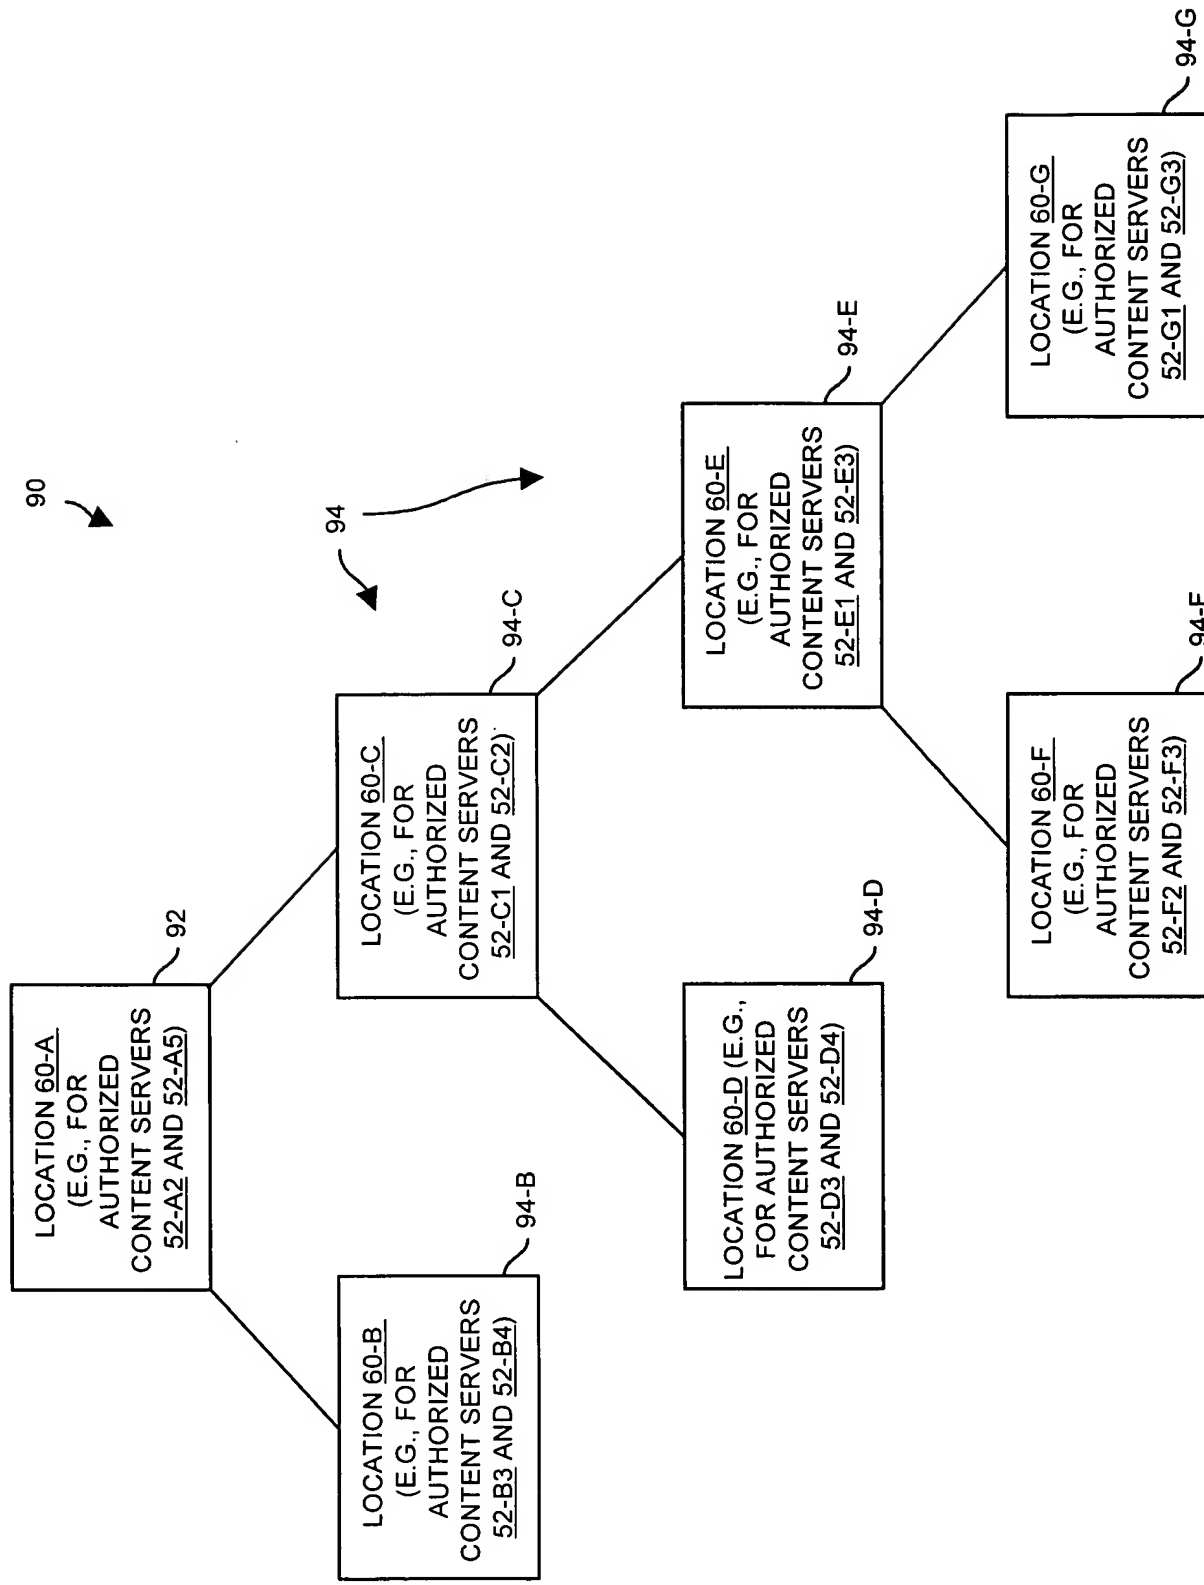 90
94
LOCATION 60-A
(E.G., FOR
AUTHORIZED
CONTENT SERVERS
52-A2 AND 52-A5)
92
LOCATION 60-B
(E.G., FOR
AUTHORIZED
CONTENT SERVERS
52-B3 AND 52-B4)
94-B
LOCATION 60-C
(E.G., FOR
AUTHORIZED
CONTENT SERVERS
52-C1 AND 52-C2)
94-C
LOCATION 60-D (E.G.,
FOR AUTHORIZED
CONTENT SERVERS
52-D3 AND 52-D4)
94-D
LOCATION 60-E
(E.G., FOR
AUTHORIZED
CONTENT SERVERS
52-E1 AND 52-E3)
94-E
LOCATION 60-F
(E.G., FOR
AUTHORIZED
CONTENT SERVERS
52-F2 AND 52-F3)
94-F
LOCATION 60-G
(E.G., FOR
AUTHORIZED
CONTENT SERVERS
52-G1 AND 52-G3)
94-G